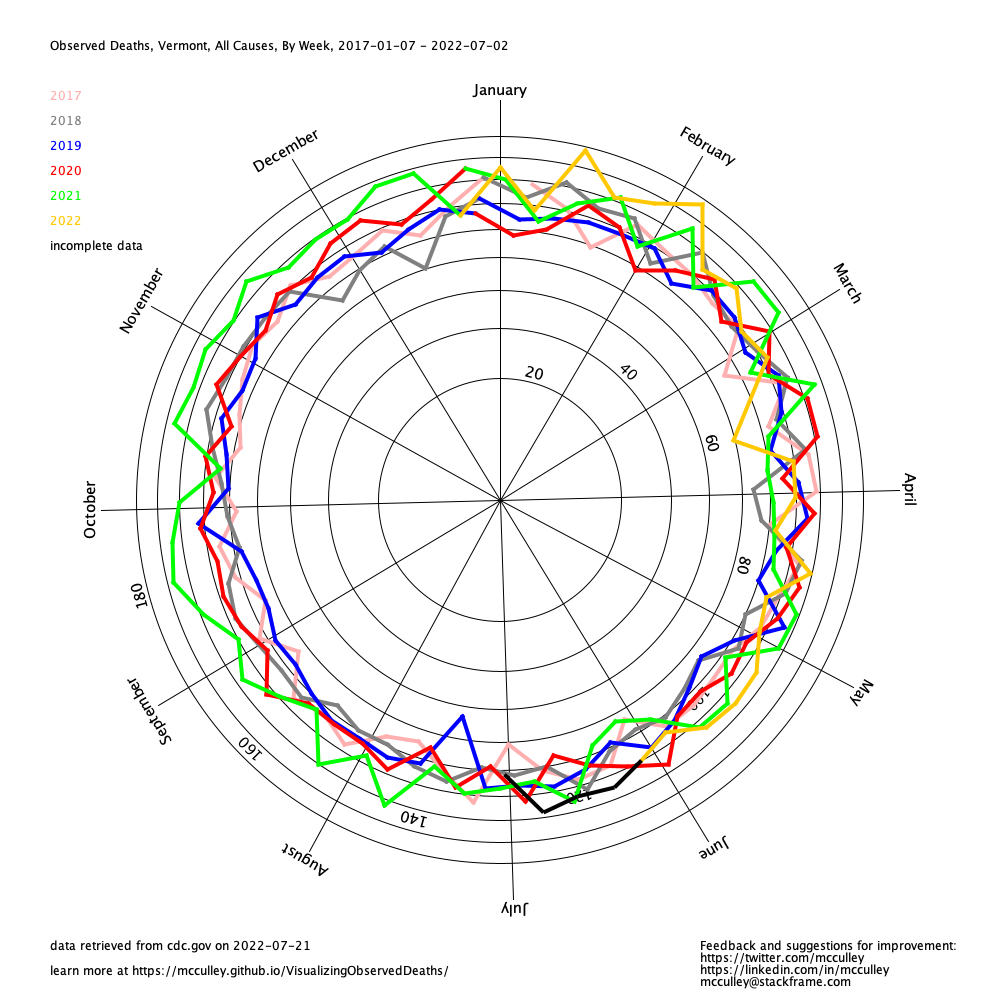 Observed Deaths, Vermont, All Causes, By Week, 2017-01-07 - 2022-07-02
2017
2018
2019
2020
2021
2022
incomplete data
January
February
March
April
May
June
July
August
September
October
November
December
20
40
60
80
140
160
180
data retrieved from cdc.gov on 2022-07-21
learn more at https://mcculley.github.io/VisualizingObservedDeaths/
Feedback and suggestions for improvement:
https://twitter.com/mcculley
https://linkedin.com/in/mcculley
mcculley@stackframe.com